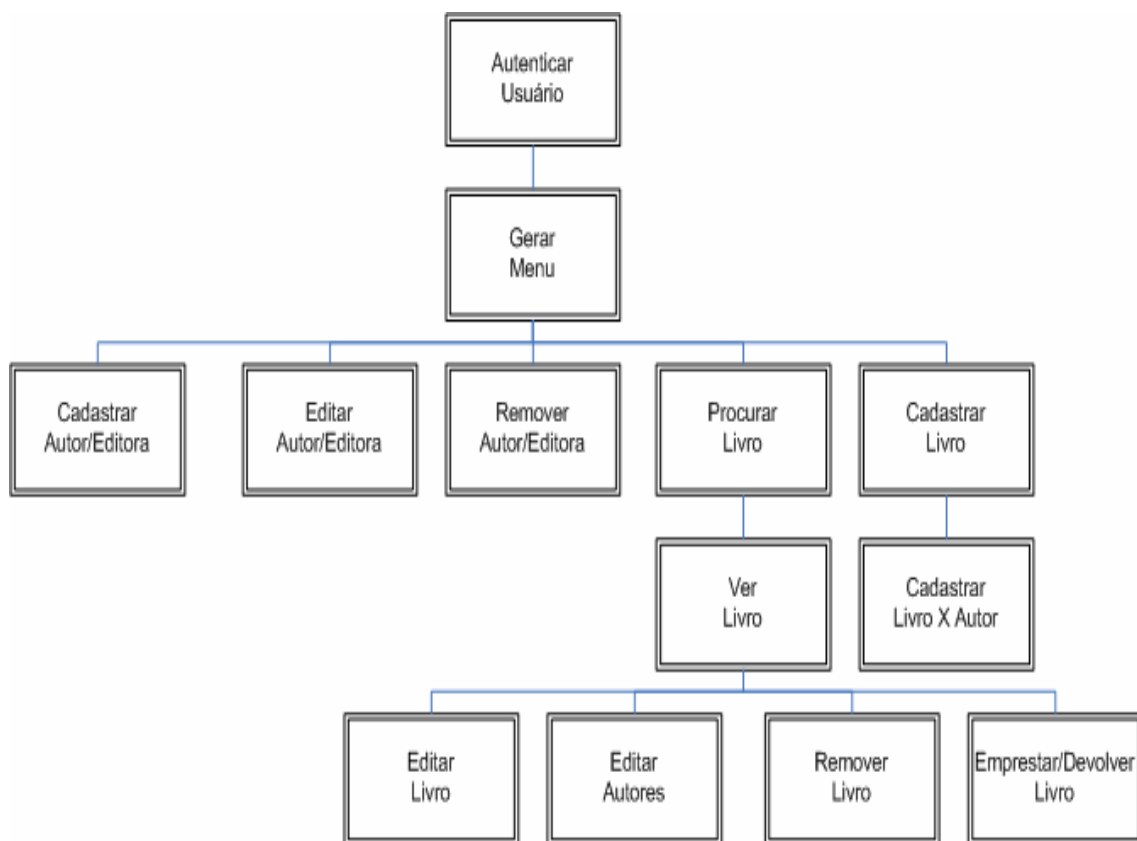 Autenticar
Usuário
Gerar
Menu
Cadastrar
Autor/Editora
Editar
Autor/Editora
Remover
Autor/Editora
Procurar
Livro
Cadastrar
Livro
Ver
Livro
Cadastrar
Livro X Autor
Editar
Livro
Editar
Autores
Remover
Livro
Emprestar/Devolver
Livro